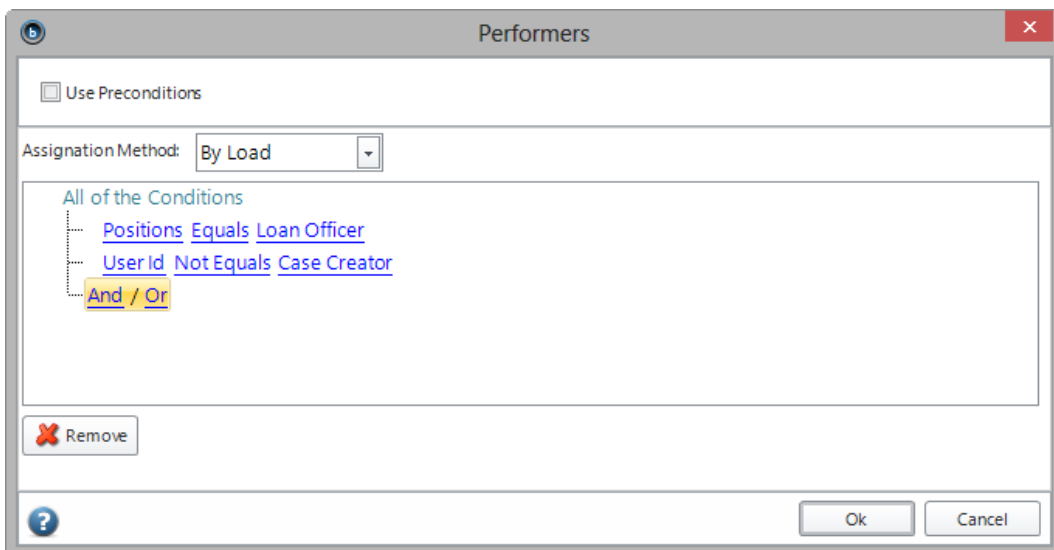 Performers
Use Preconditions
Assignation Method: By Load
All of the Conditions
Positions Equals Loan Officer
User Id Not Equals Case Creator
And / Or
Remove
? Ok Cancel